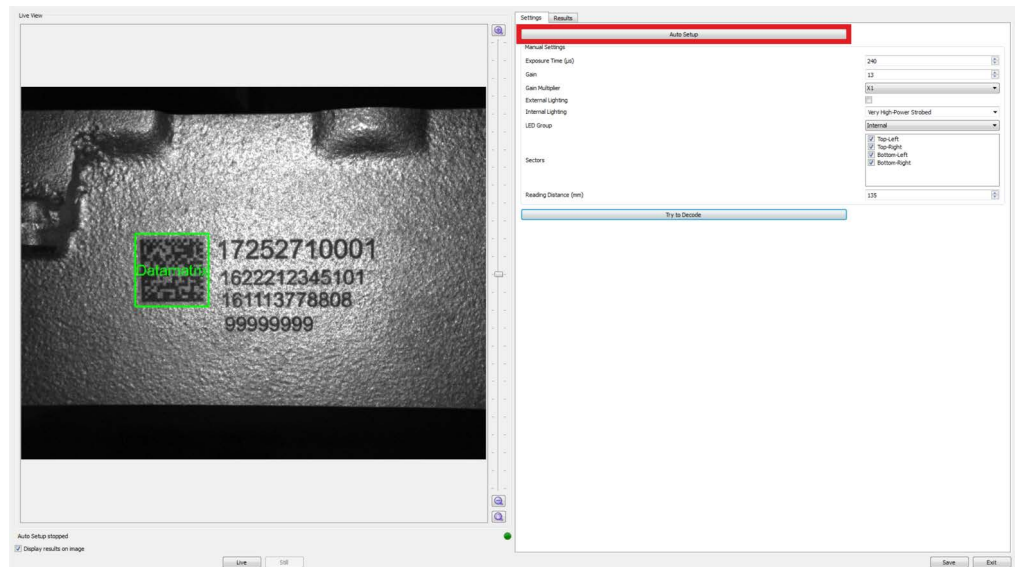 Live View
Settings Results
Auto Setup
Manual Settings
Exposure Time (µs) 240
Gain 13
Gain Multiplier X1
External Lighting
Internal Lighting Very High-Power Strobed
LED Group Internal
Sectors
Top-Left
Top-Right
Bottom-Left
Bottom-Right
Reading Distance (mm) 135
Try to Decode
17252710001
1622212345101
161113778808
99999999
Datamatrix
Auto Setup stopped
Display results on image
Live Still
Save Exit